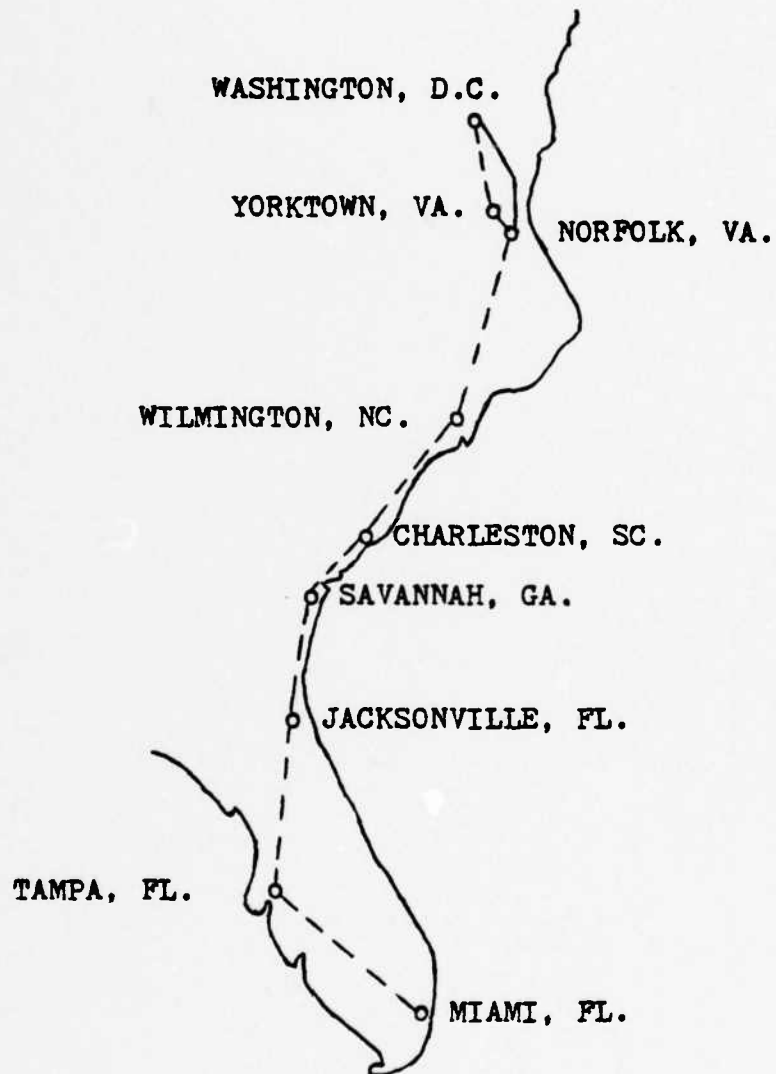 WASHINGTON, D.C.
YORKTOWN, VA.
NORFOLK, VA.
WILMINGTON, NC.
CHARLESTON, SC.
SAVANNAH, GA.
JACKSONVILLE, FL.
TAMPA, FL.
MIAMI, FL.